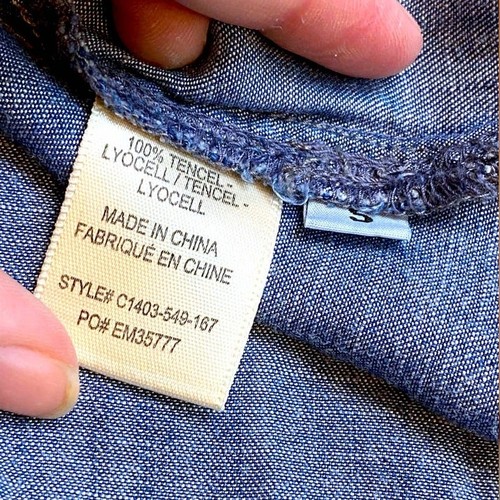 100% TENCEL -
LYOCELL / TENCEL -
LYOCELL
MADE IN CHINA
FABRIQUÉ EN CHINE
STYLE# C1403-549-167
PO# EM35777
S